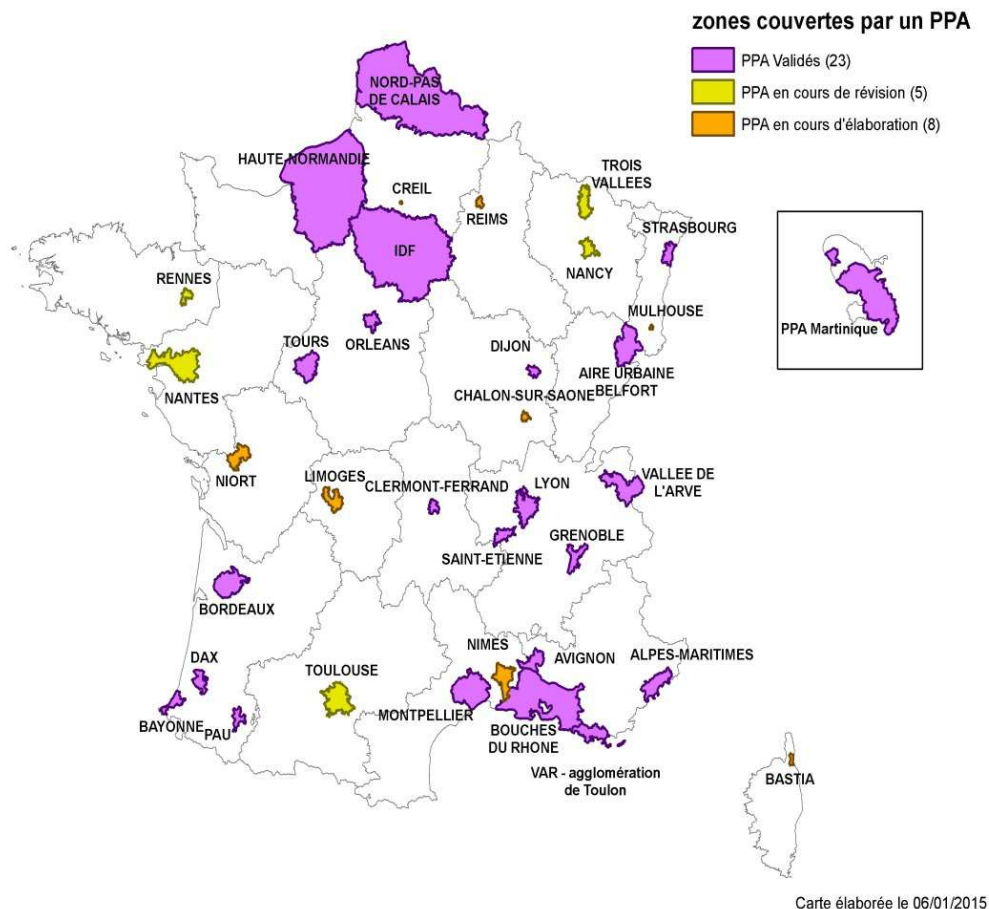 zones couvertes par un PPA
PPA Validés (23)
PPA en cours de révision (5)
PPA en cours d'élaboration (8)
NORD-PAS
DE CALAIS
HAUTE-NORMANDIE
CREIL
REIMS
TROIS
VALLEES
STRASBOURG
IDF
NANCY
RENNES
MULHOUSE
PPA Martinique
TOURS
ORLEANS
DIJON
AIRE URBAINE
BELFORT
NANTES
CHALON-SUR-SAONE
NIORT
LIMOGES
CLERMONT-FERRAND
LYON
VALLEE DE
L'ARVE
SAINT-ETIENNE
GRENOBLE
BORDEAUX
DAX
TOULOUSE
NIMES
AVIGNON
ALPES-MARITIMES
BAYONNE
PAU
MONTPELLIER
BOUCHES
DU RHONE
VAR - agglomération
de Toulon
BASTIA
Carte élaborée le 06/01/2015